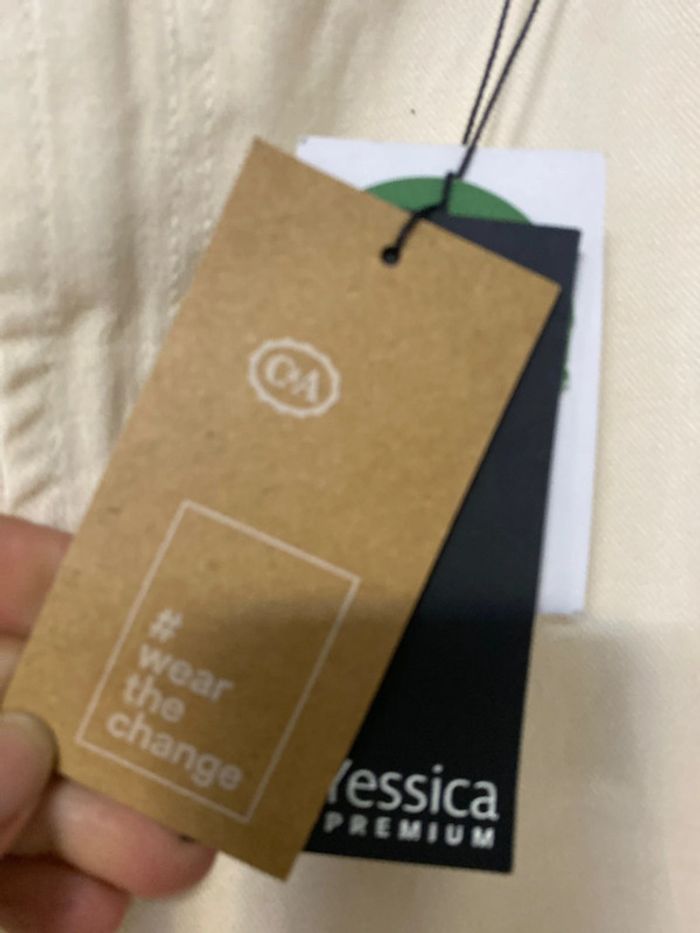 C&A
#
wear
the
change
Yessica
PREMIUM